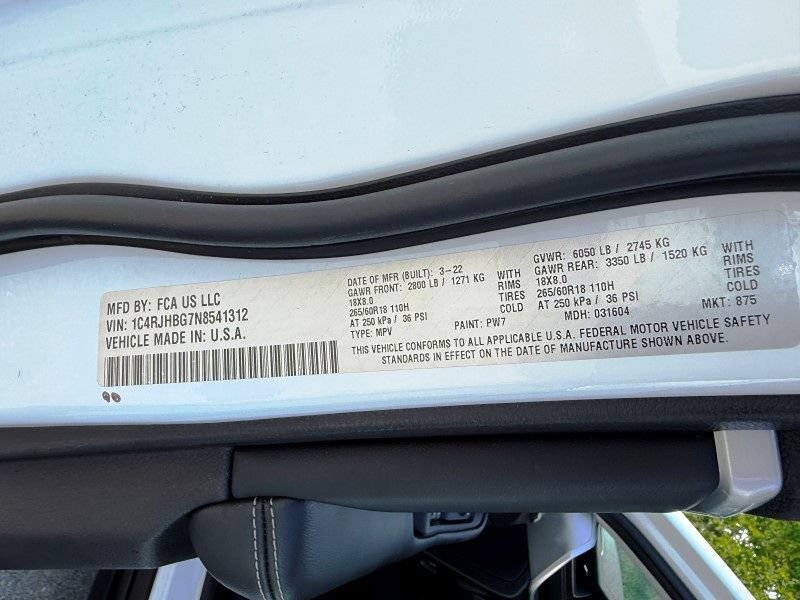 MFD BY: FCA US LLC
VIN: 1C4RJHBG7N8541312
VEHICLE MADE IN: U.S.A.
DATE OF MFR (BUILT): 3-22
GAWR FRONT: 2800 LB / 1271 KG WITH
18X8.0 RIMS
265/60R18 110H TIRES
AT 250 kPa / 36 PSI COLD
TYPE: MPV PAINT: PW7
GVWR: 6050 LB / 2745 KG
GAWR REAR: 3350 LB / 1520 KG WITH
18X8.0 RIMS
265/60R18 110H TIRES
AT 250 kPa / 36 PSI COLD
MDH: 031604 MKT: 875
THIS VEHICLE CONFORMS TO ALL APPLICABLE U.S.A. FEDERAL MOTOR VEHICLE SAFETY
STANDARDS IN EFFECT ON THE DATE OF MANUFACTURE SHOWN ABOVE.